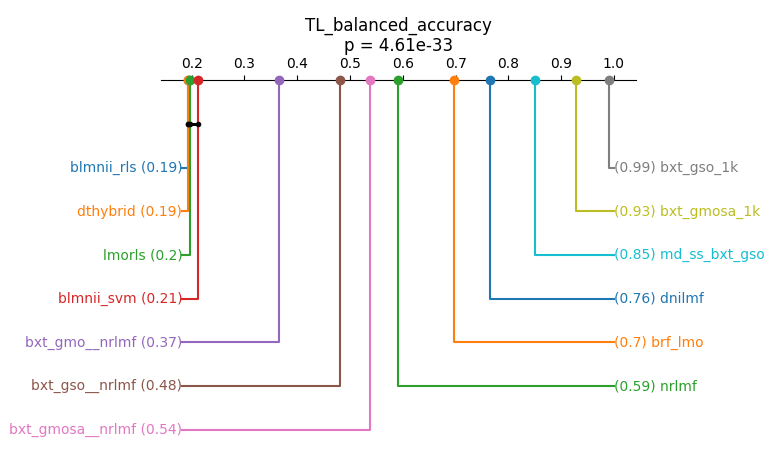 TL_balanced_accuracy
p = 4.61e-33
0.2 0.3 0.4 0.5 0.6 0.7 0.8 0.9 1.0
blmnii_rls (0.19)
(0.99) bxt_gso_1k
dthybrid (0.19)
(0.93) bxt_gmosa_1k
lmorls (0.2)
(0.85) md_ss_bxt_gso
blmnii_svm (0.21)
(0.76) dnilmf
bxt_gmo__nrlmf (0.37)
(0.7) brf_lmo
bxt_gso__nrlmf (0.48)
(0.59) nrlmf
bxt_gmosa__nrlmf (0.54)